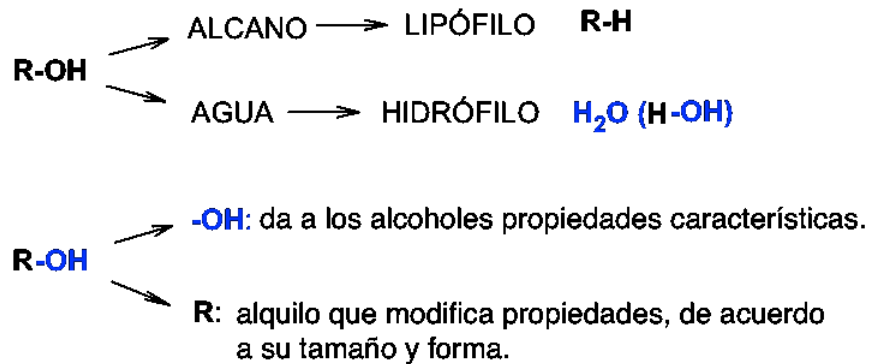 ALCANO → LIPÓFILO R-H
R-OH
AGUA → HIDRÓFILO H₂O (H-OH)
-OH: da a los alcoholes propiedades características.
R-OH
R: alquilo que modifica propiedades, de acuerdo
a su tamaño y forma.